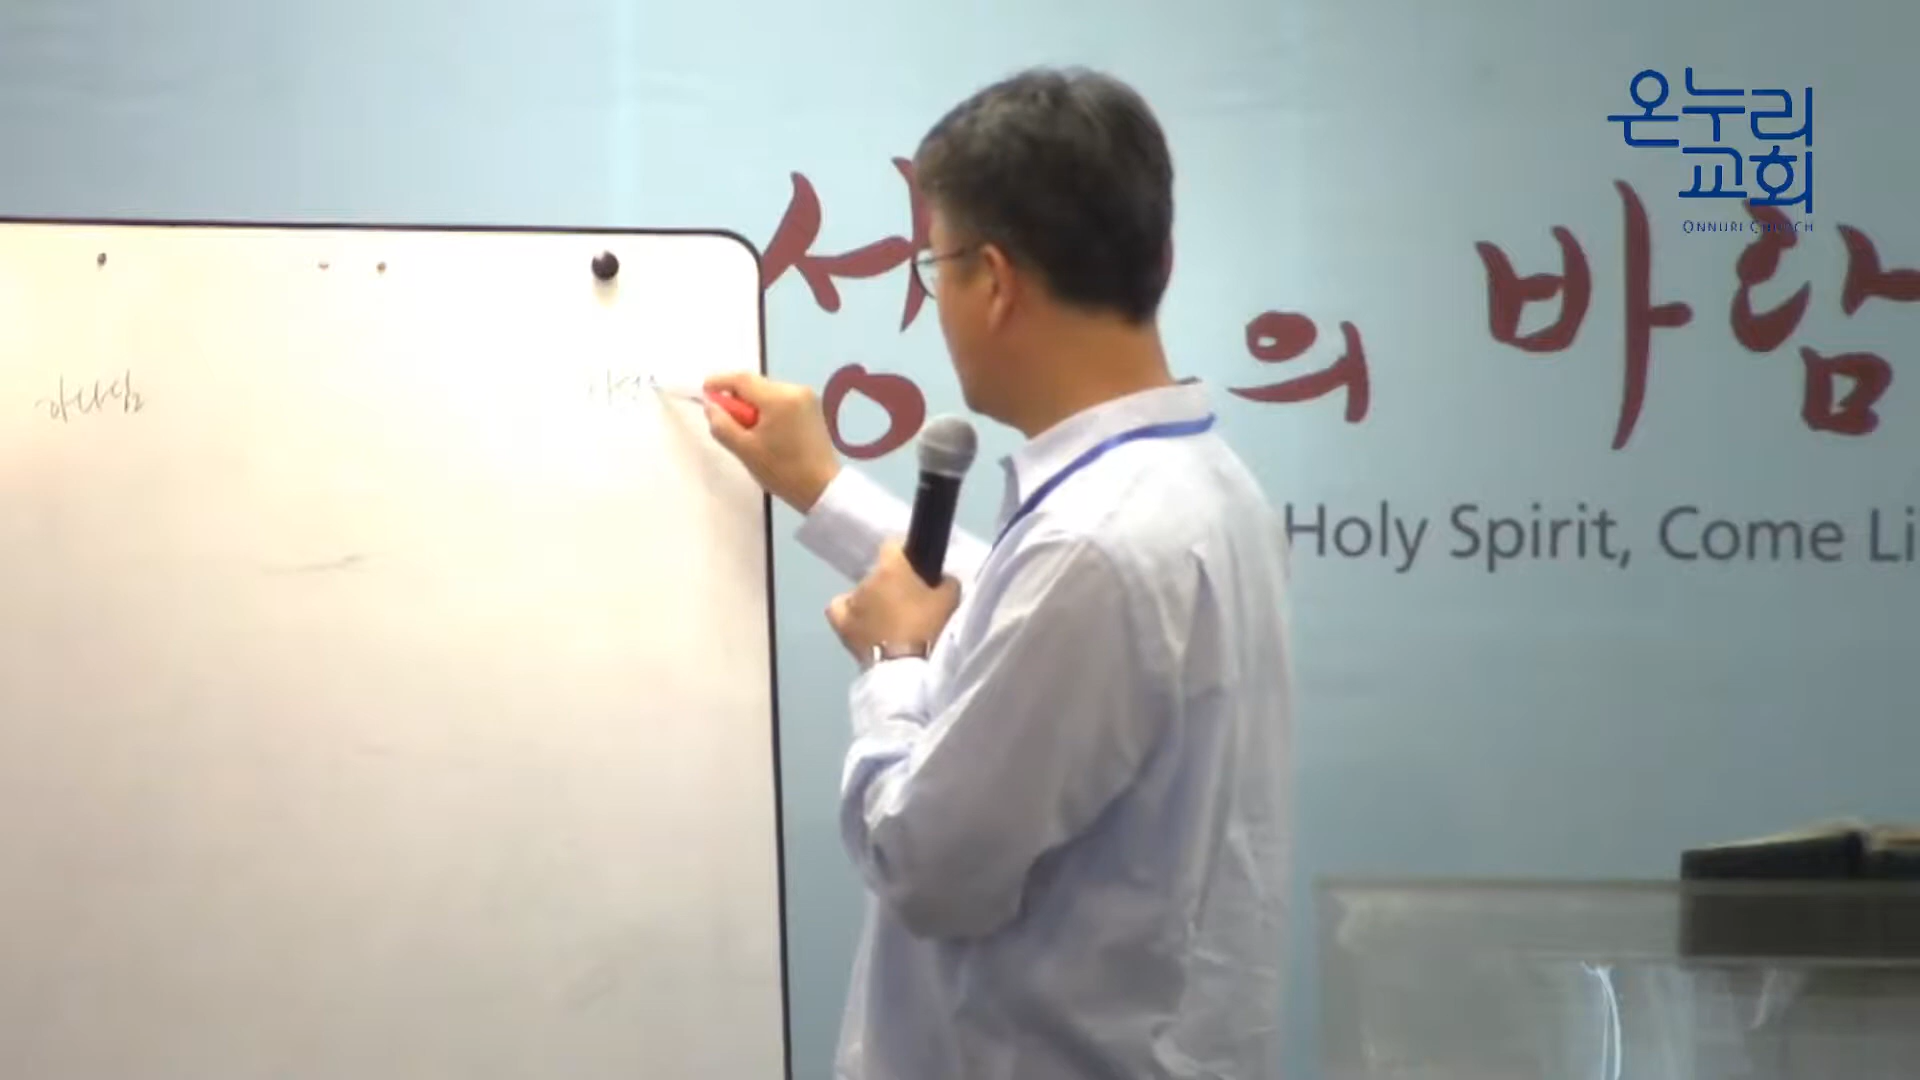 온누리
교회
ONNURI CHURCH
성 의 바람
Holy Spirit, Come Li
하나님